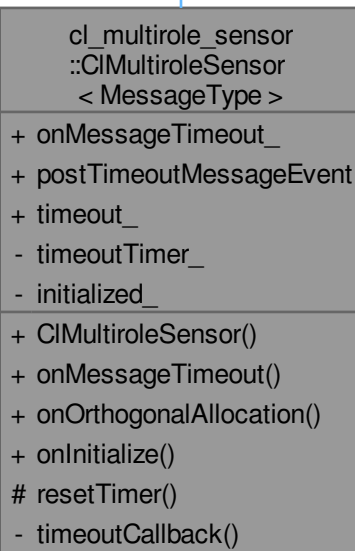 cl_multirole_sensor
::ClMultiroleSensor
< MessageType >
+ onMessageTimeout_
+ postTimeoutMessageEvent
+ timeout_
- timeoutTimer_
- initialized_
+ ClMultiroleSensor()
+ onMessageTimeout()
+ onOrthogonalAllocation()
+ onInitialize()
# resetTimer()
- timeoutCallback()